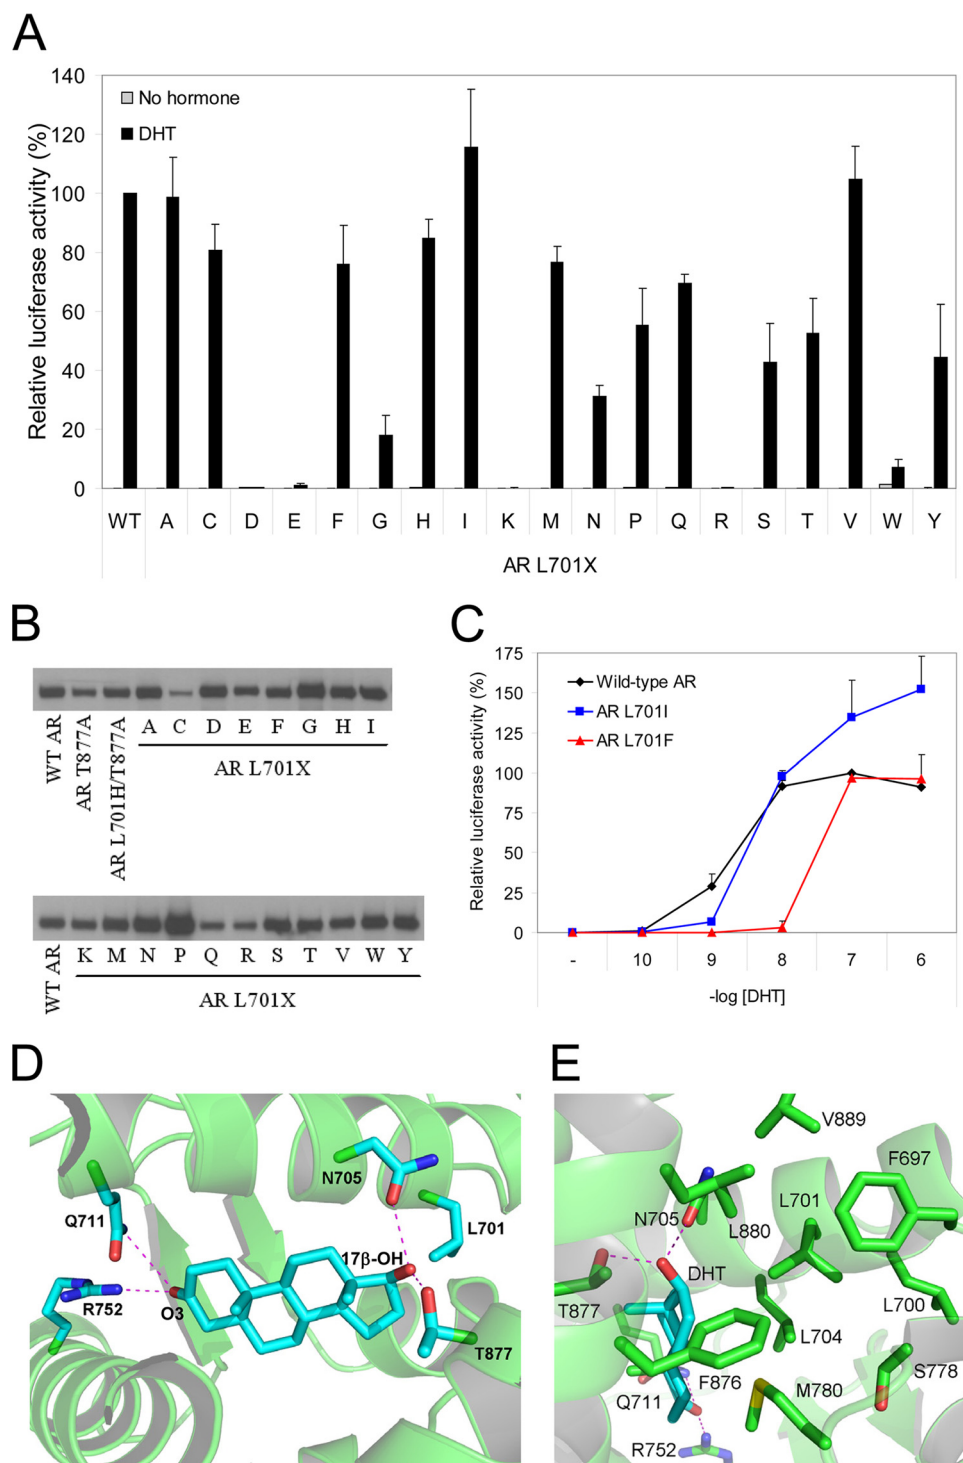 A
Relative luciferase activity (%)
140
120
100
80
60
40
20
0
No hormone
DHT
WT A C D E F G H I K M N P Q R S T V W Y
AR L701X
B
WT AR
AR T877A
AR L701H/T877A
A C D E F G H I
AR L701X
WT AR
K M N P Q R S T V W Y
AR L701X
C
Relative luciferase activity (%)
175
150
125
100
75
50
25
0
Wild-type AR
AR L701I
AR L701F
- 10 9 8 7 6
-log [DHT]
D
N705
Q711
L701
17β-OH
R752
O3
T877
E
V889
F697
L701
N705
L880
DHT
T877
L700
L704
S778
F876
M780
Q711
R752